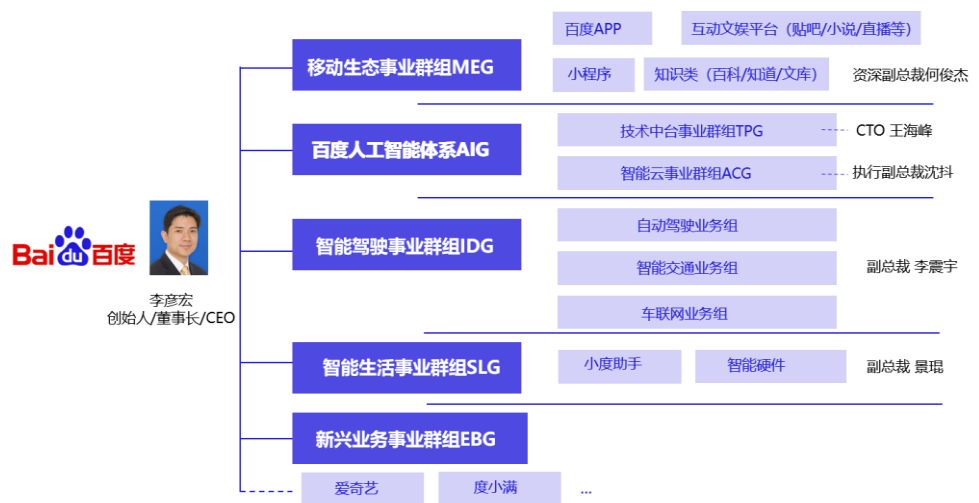 百度APP
互动文娱平台（贴吧/小说/直播等）
移动生态事业群组MEG
小程序
知识类（百科/知道/文库）
资深副总裁何俊杰
百度人工智能体系AIG
技术中台事业群组TPG
CTO 王海峰
智能云事业群组ACG
执行副总裁沈抖
Bai du 百度
李彦宏
创始人/董事长/CEO
智能驾驶事业群组IDG
自动驾驶业务组
智能交通业务组
副总裁 李震宇
车联网业务组
智能生活事业群组SLG
小度助手
智能硬件
副总裁 景琨
新兴业务事业群组EBG
爱奇艺
度小满
...